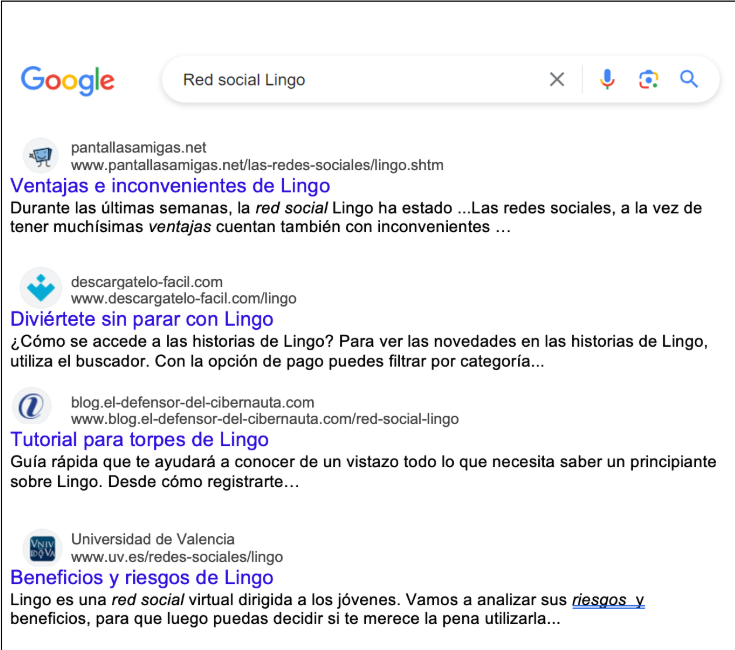 Google
Red social Lingo
pantallasamigas.net
www.pantallasamigas.net/las-redes-sociales/lingo.shtm
Ventajas e inconvenientes de Lingo
Durante las últimas semanas, la red social Lingo ha estado ...Las redes sociales, a la vez de
tener muchísimas ventajas cuentan también con inconvenientes …
descargatelo-facil.com
www.descargatelo-facil.com/lingo
Diviértete sin parar con Lingo
¿Cómo se accede a las historias de Lingo? Para ver las novedades en las historias de Lingo,
utiliza el buscador. Con la opción de pago puedes filtrar por categoría...
blog.el-defensor-del-cibernauta.com
www.blog.el-defensor-del-cibernauta.com/red-social-lingo
Tutorial para torpes de Lingo
Guía rápida que te ayudará a conocer de un vistazo todo lo que necesita saber un principiante
sobre Lingo. Desde cómo registrarte…
VNIV
IDǾVA
Universidad de Valencia
www.uv.es/redes-sociales/lingo
Beneficios y riesgos de Lingo
Lingo es una red social virtual dirigida a los jóvenes. Vamos a analizar sus riesgos y
beneficios, para que luego puedas decidir si te merece la pena utilizarla...